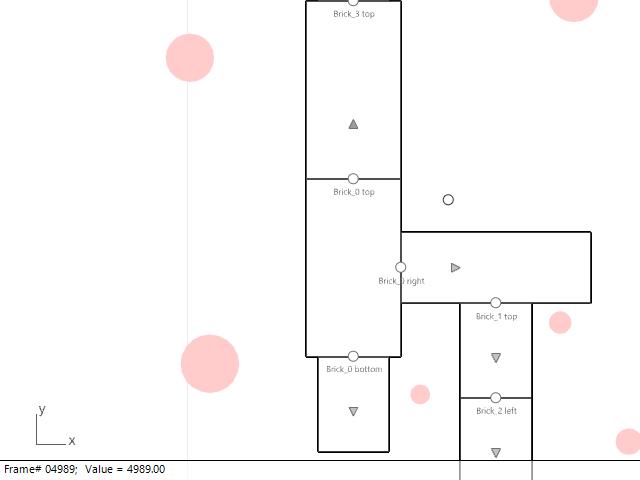 Brick_3 top
Brick_0 top
Brick_0 right
Brick_1 top
Brick_0 bottom
Brick_2 left
y
x
Frame# 04989; Value = 4989.00